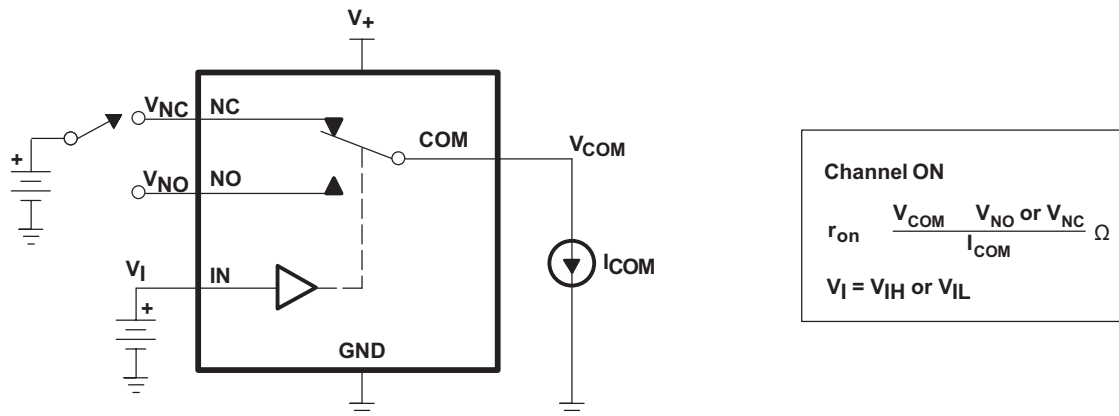 V+
VNC NC
COM
VCOM
+
VNO NO
VI IN
+
ICOM
GND
Channel ON
ron VCOM VNO or VNC Ω
ICOM
VI = VIH or VIL